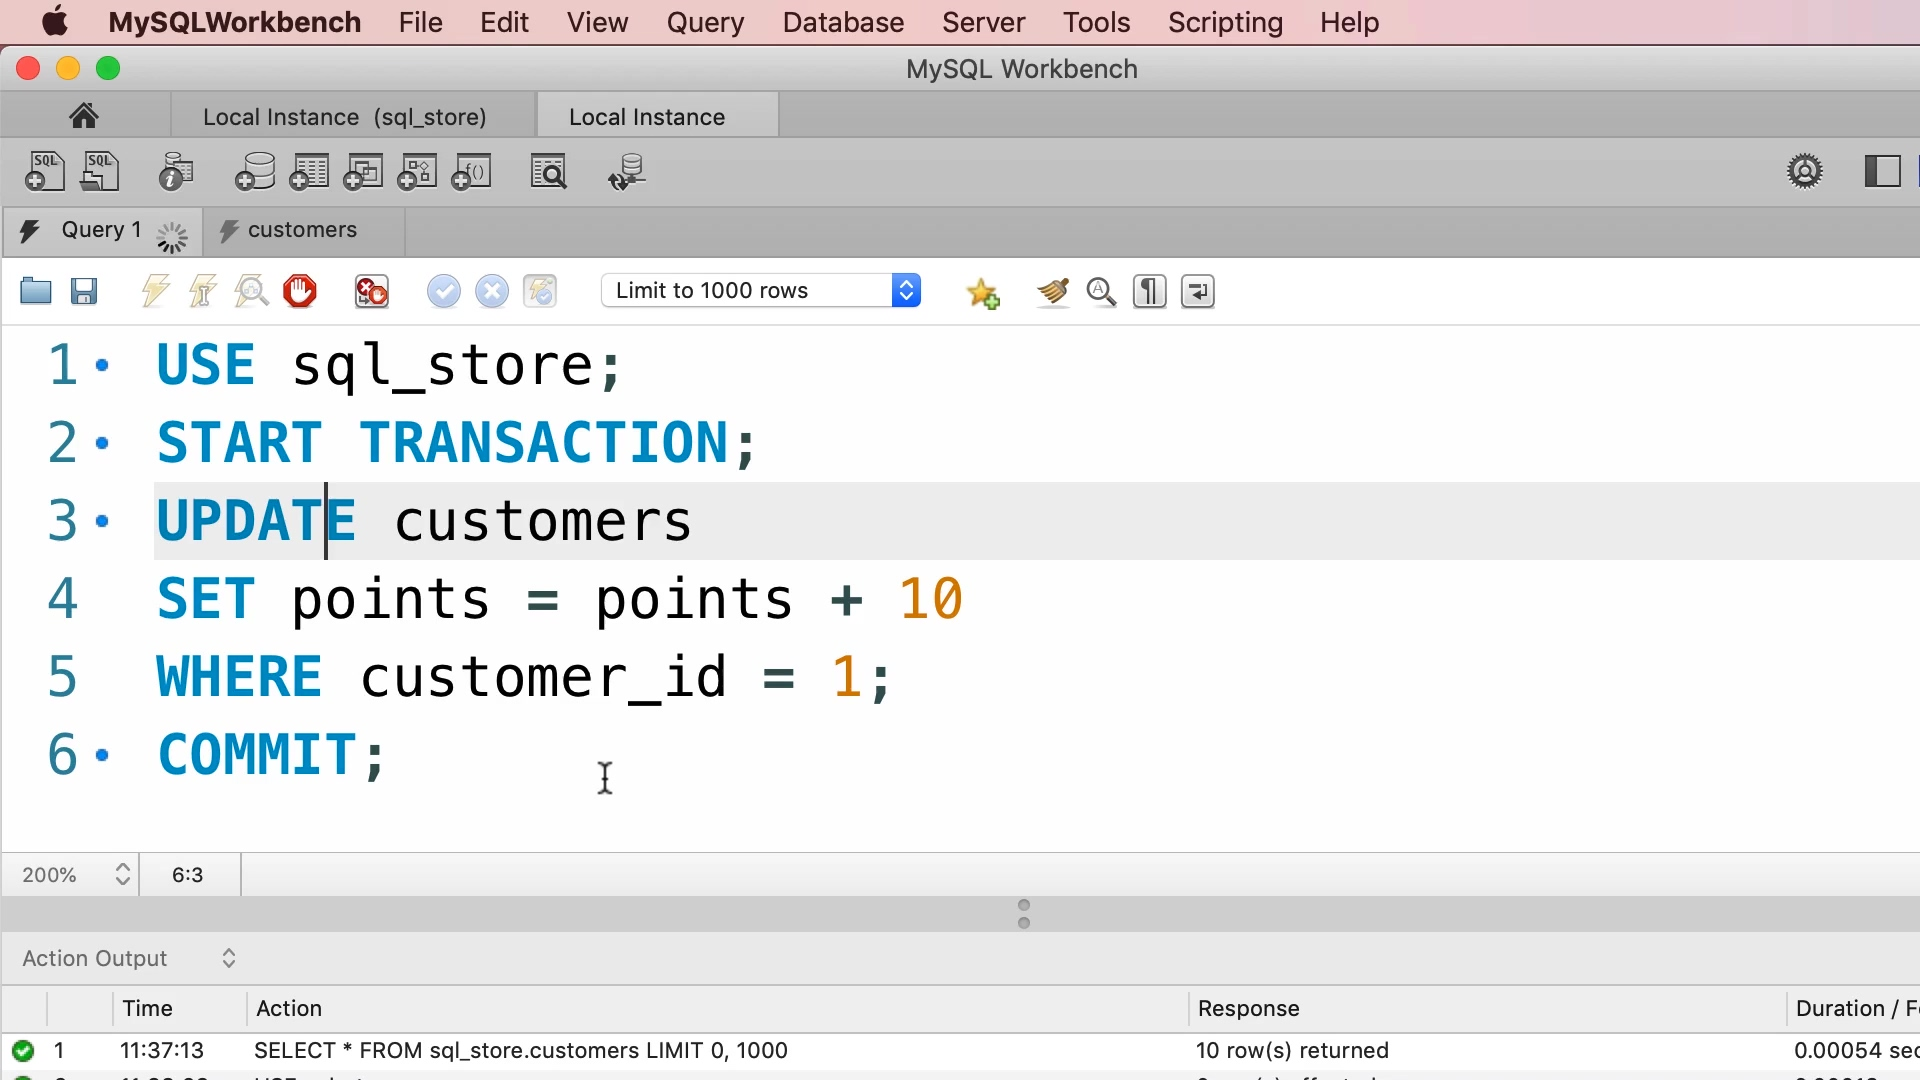 MySQLWorkbench File Edit View Query Database Server Tools Scripting Help
MySQL Workbench
Local Instance (sql_store) Local Instance
SQL SQL
Query 1 customers
Limit to 1000 rows
1 USE sql_store;
2 START TRANSACTION;
3 UPDATE customers
4 SET points = points + 10
5 WHERE customer_id = 1;
6 COMMIT;
200% 6:3
Action Output
Time Action Response Duration /
1 11:37:13 SELECT * FROM sql_store.customers LIMIT 0, 1000 10 row(s) returned 0.00054 sec